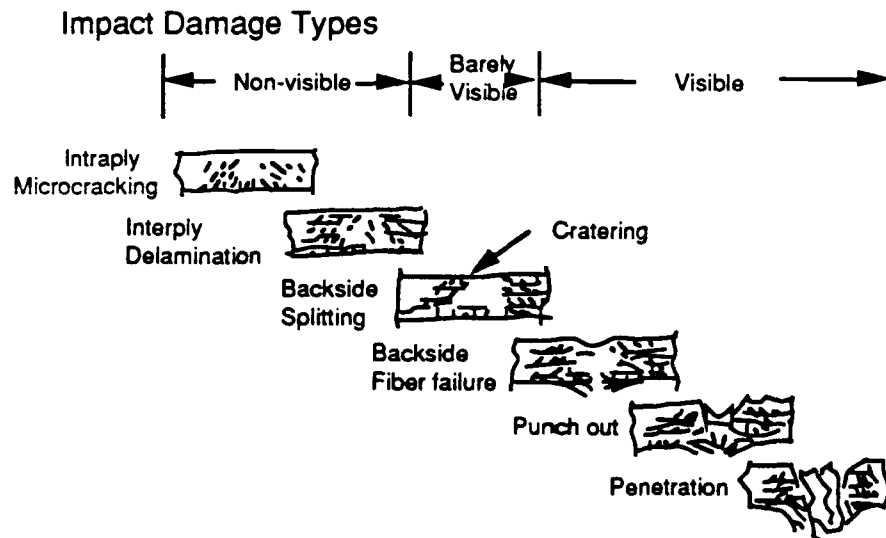 Impact Damage Types
Non-visible
Barely
Visible
Visible
Intraply
Microcracking
Interply
Delamination
Cratering
Backside
Splitting
Backside
Fiber failure
Punch out
Penetration